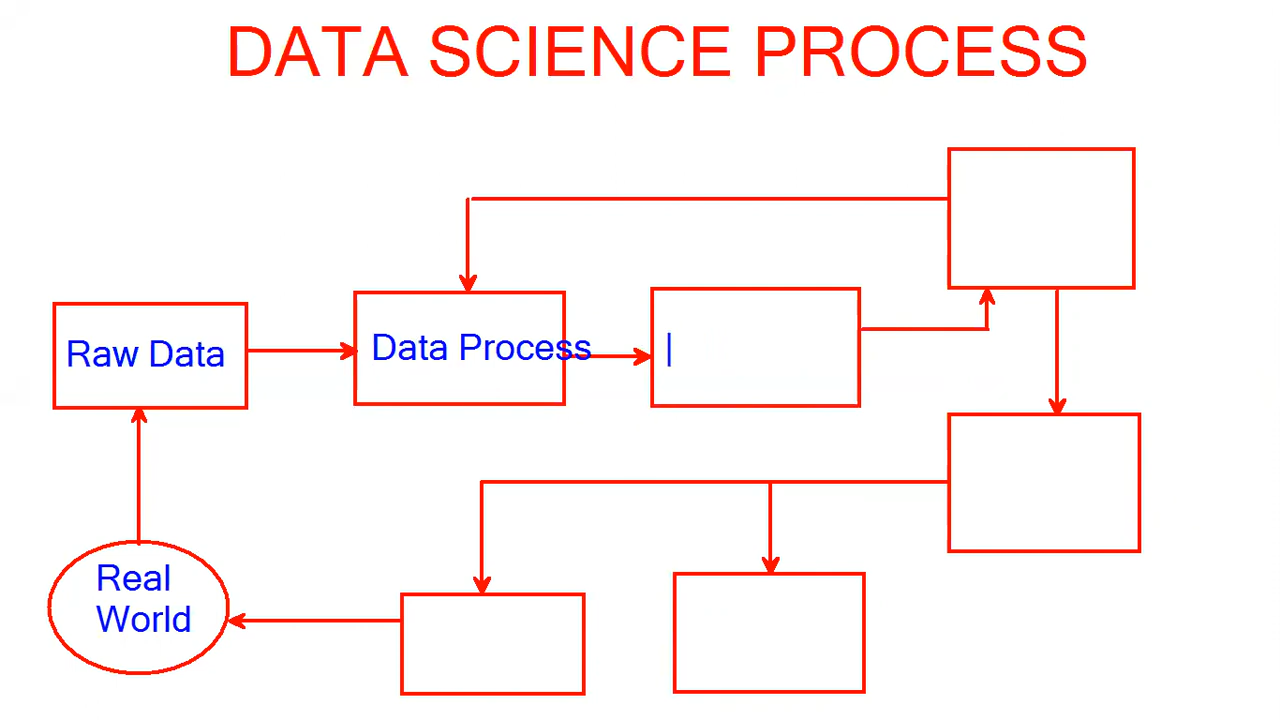 DATA SCIENCE PROCESS
Raw Data
Data Process
Real
World